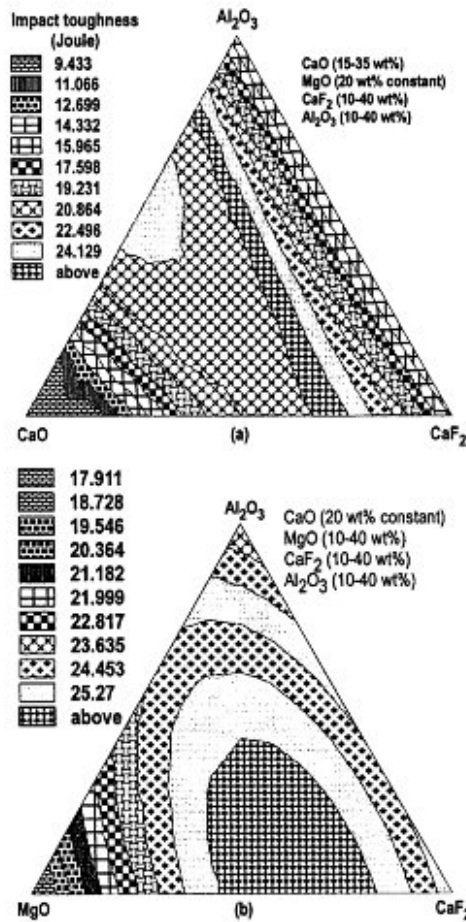 Impact toughness
(Joule)
9.433
11.066
12.699
14.332
15.965
17.598
19.231
20.864
22.496
24.129
above
Al₂O₃
CaO (15-35 wt%)
MgO (20 wt% constant)
CaF₂ (10-40 wt%)
Al₂O₃ (10-40 wt%)
CaO
(a)
CaF₂
17.911
18.728
19.546
20.364
21.182
21.999
22.817
23.635
24.453
25.27
above
Al₂O₃
CaO (20 wt% constant)
MgO (10-40 wt%)
CaF₂ (10-40 wt%)
Al₂O₃ (10-40 wt%)
MgO
(b)
CaF₂